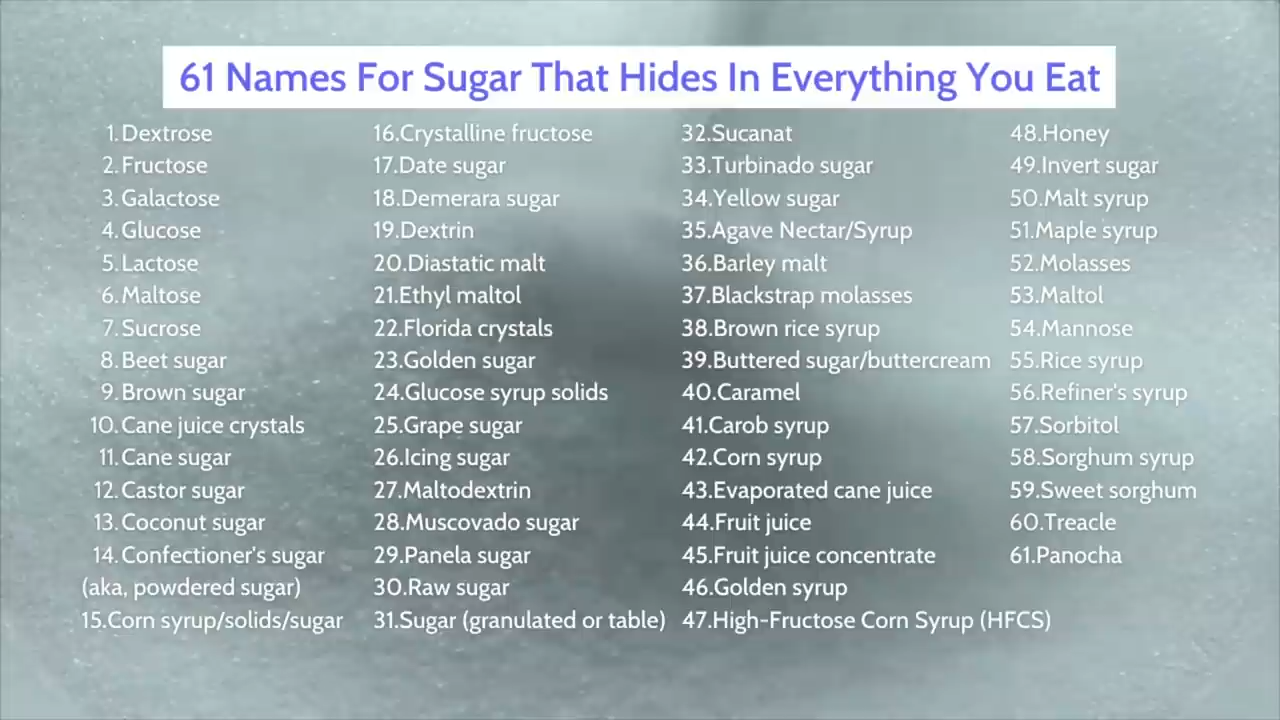 61 Names For Sugar That Hides In Everything You Eat
1. Dextrose
2. Fructose
3. Galactose
4. Glucose
5. Lactose
6. Maltose
7. Sucrose
8. Beet sugar
9. Brown sugar
10. Cane juice crystals
11. Cane sugar
12. Castor sugar
13. Coconut sugar
14. Confectioner's sugar
(aka, powdered sugar)
15.Corn syrup/solids/sugar
16.Crystalline fructose
17.Date sugar
18.Demerara sugar
19.Dextrin
20.Diastatic malt
21.Ethyl maltol
22.Florida crystals
23.Golden sugar
24.Glucose syrup solids
25.Grape sugar
26.Icing sugar
27.Maltodextrin
28.Muscovado sugar
29.Panela sugar
30.Raw sugar
31.Sugar (granulated or table)
32.Sucanat
33.Turbinado sugar
34.Yellow sugar
35.Agave Nectar/Syrup
36.Barley malt
37.Blackstrap molasses
38.Brown rice syrup
39.Buttered sugar/buttercream
40.Caramel
41.Carob syrup
42.Corn syrup
43.Evaporated cane juice
44.Fruit juice
45.Fruit juice concentrate
46.Golden syrup
47.High-Fructose Corn Syrup (HFCS)
48.Honey
49.Invert sugar
50.Malt syrup
51.Maple syrup
52.Molasses
53.Maltol
54.Mannose
55.Rice syrup
56.Refiner's syrup
57.Sorbitol
58.Sorghum syrup
59.Sweet sorghum
60.Treacle
61.Panocha